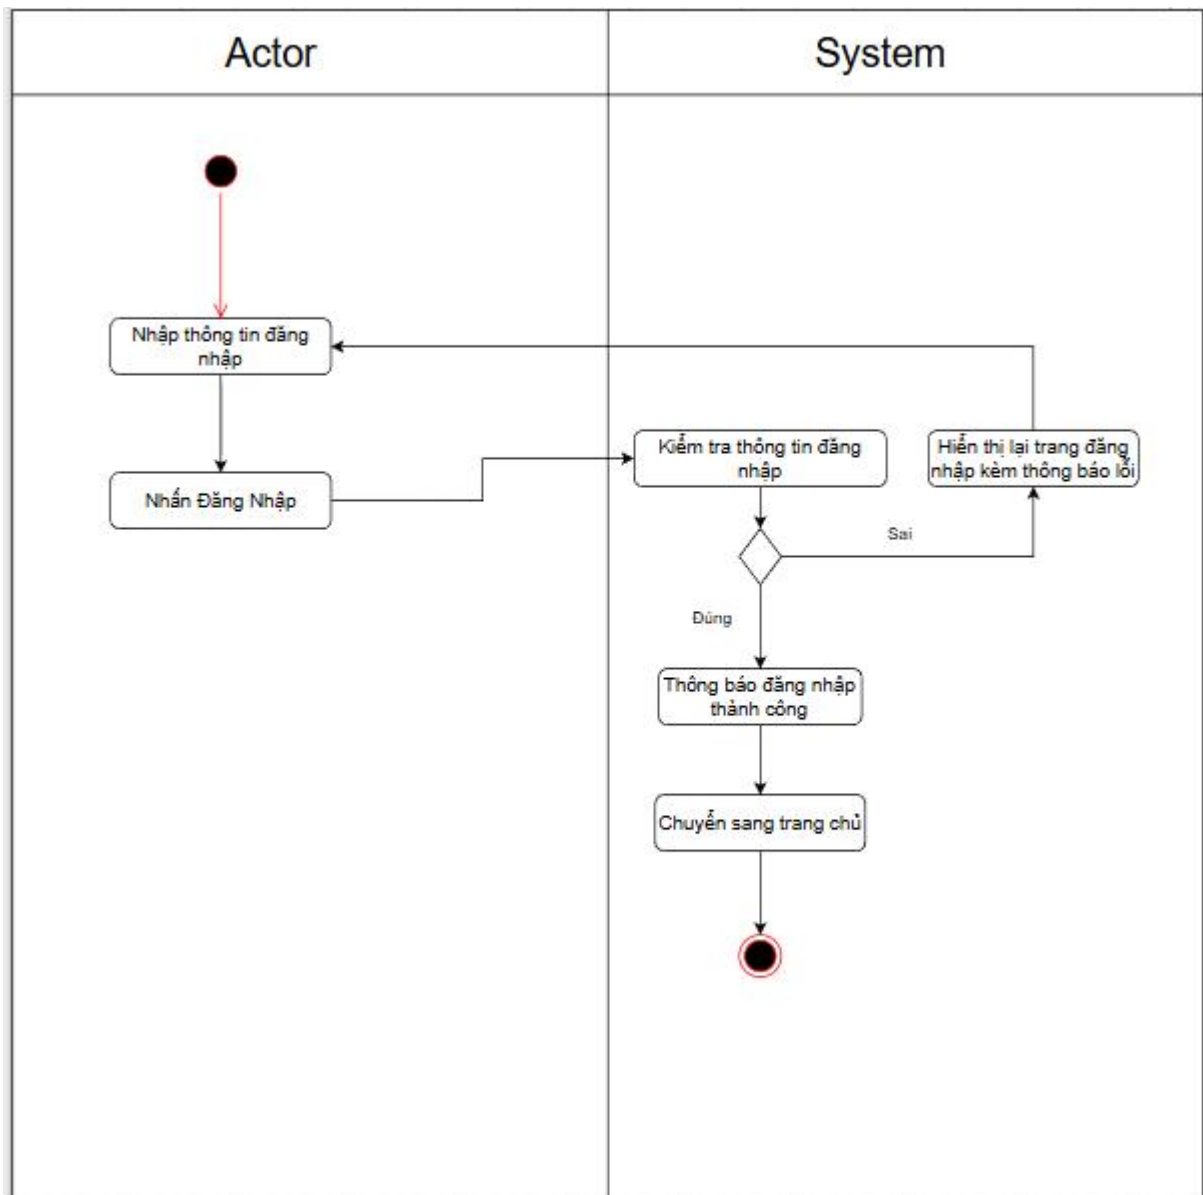 Actor
System
Nhập thông tin đăng
nhập
Nhấn Đăng Nhập
Kiểm tra thông tin đăng
nhập
Hiển thị lại trang đăng
nhập kèm thông báo lỗi
Sai
Đúng
Thông báo đăng nhập
thành công
Chuyển sang trang chủ